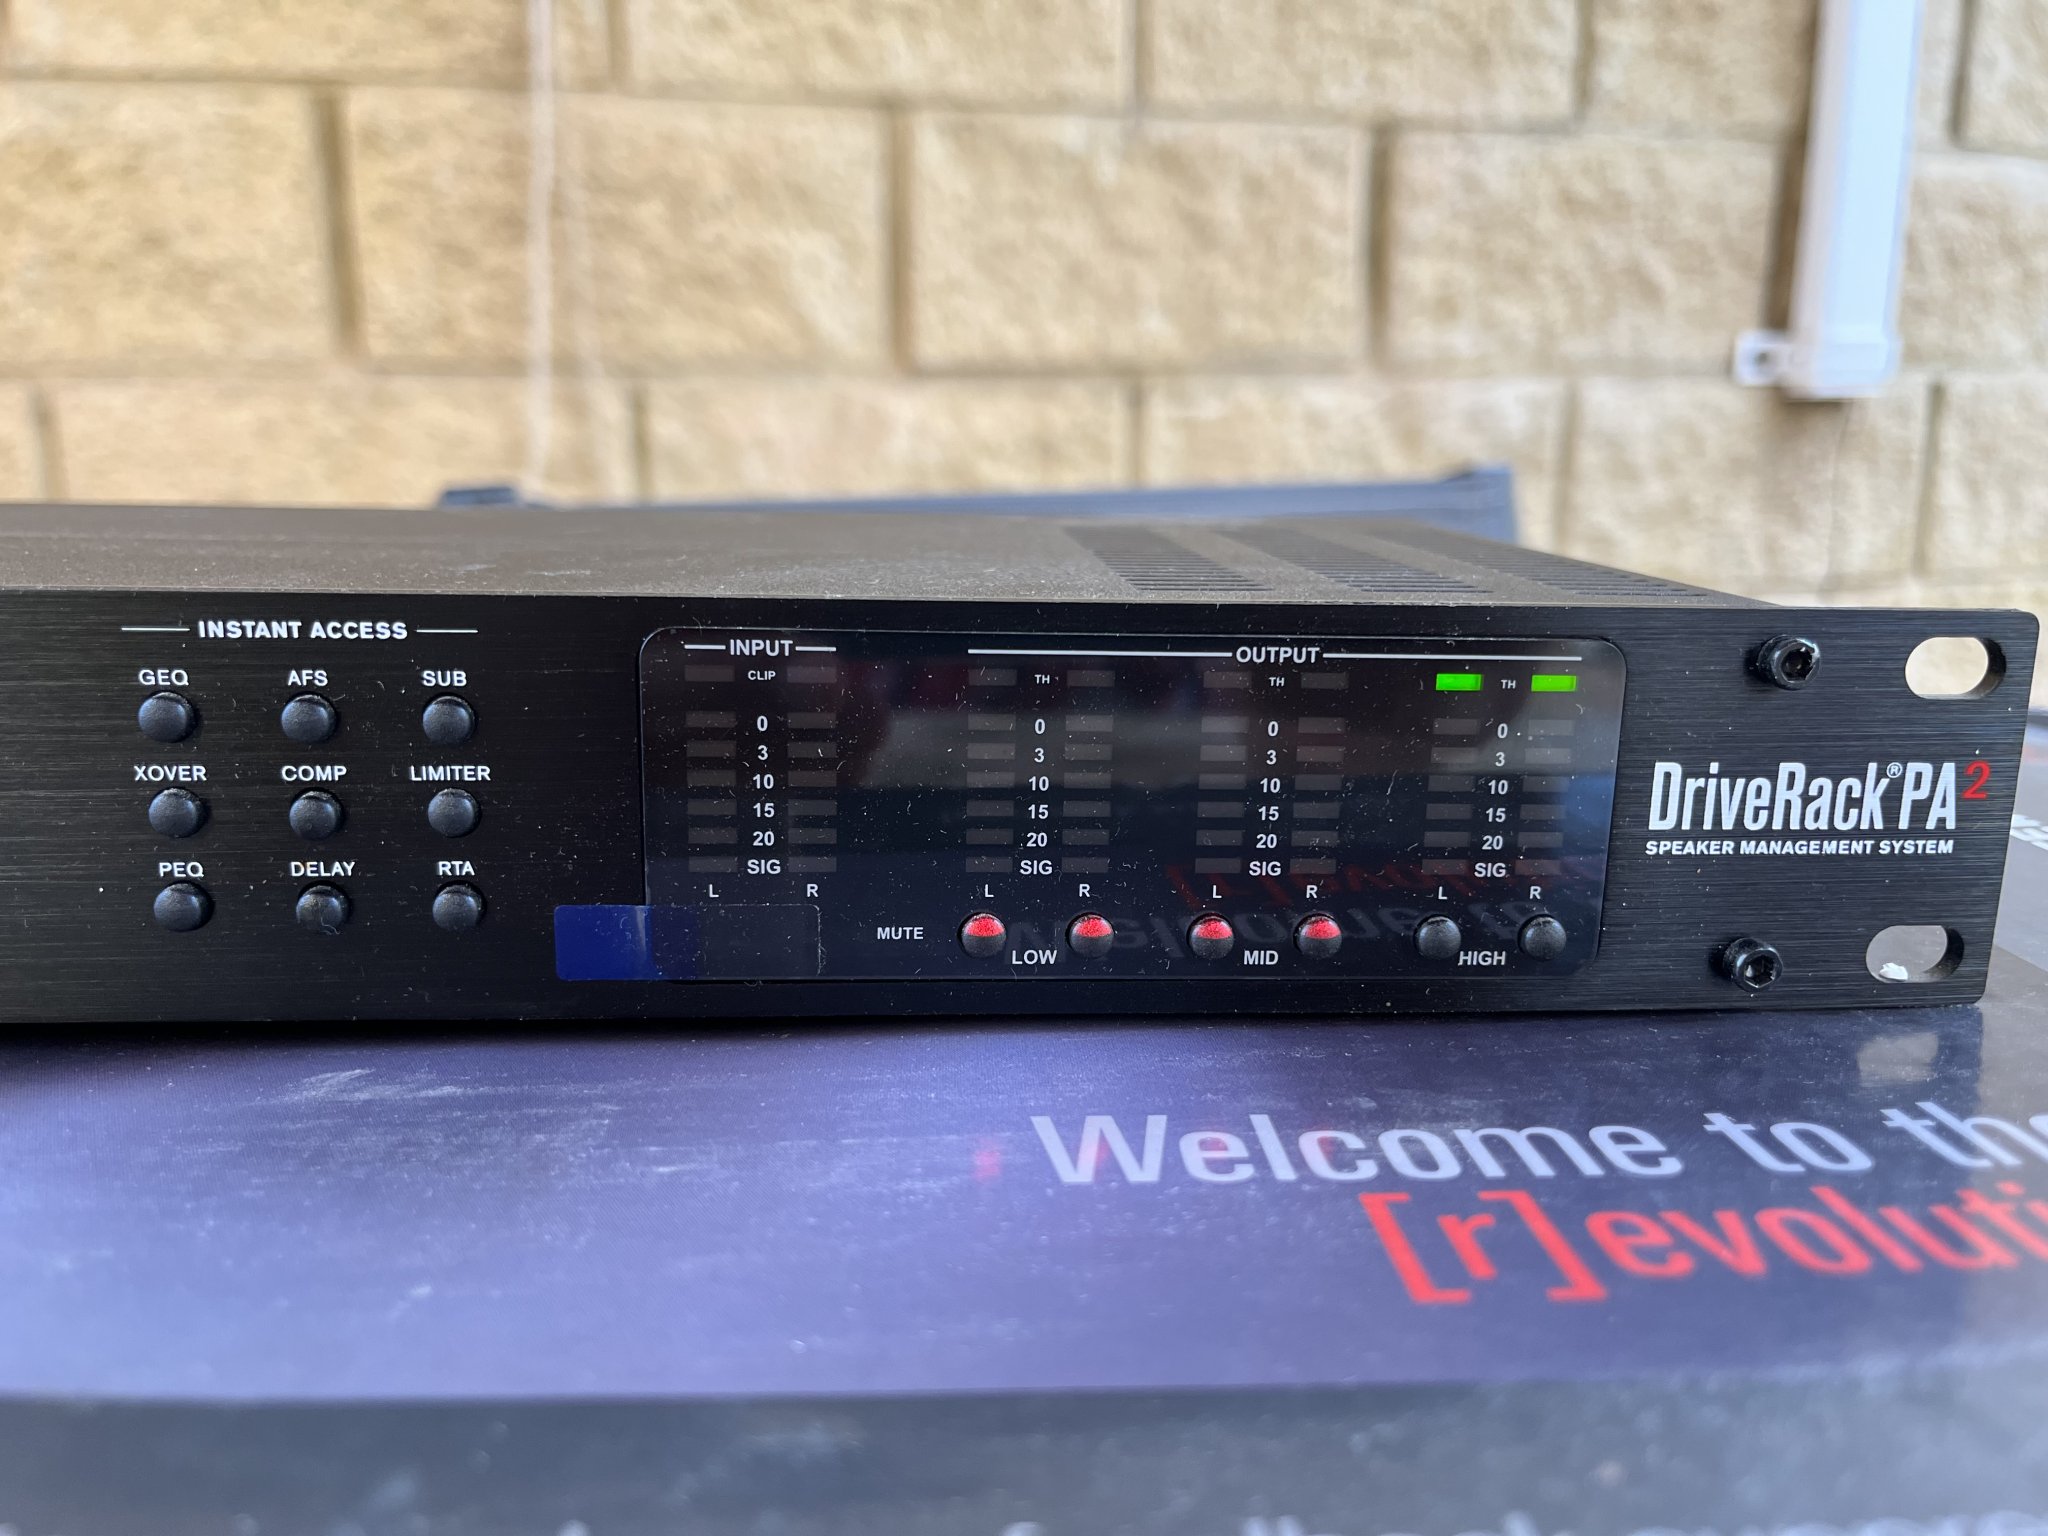 INSTANT ACCESS
GEQ AFS SUB
XOVER COMP LIMITER
PEQ DELAY RTA
INPUT
CLIP
0
3
10
15
20
SIG
L R
OUTPUT
TH TH TH
0 0 0
3 3 3
10 10 10
15 15 15
20 20 20
SIG SIG SIG
L R L R L R
MUTE
LOW MID HIGH
DriveRack® PA2
SPEAKER MANAGEMENT SYSTEM
Welcome to the
[r]evoluti